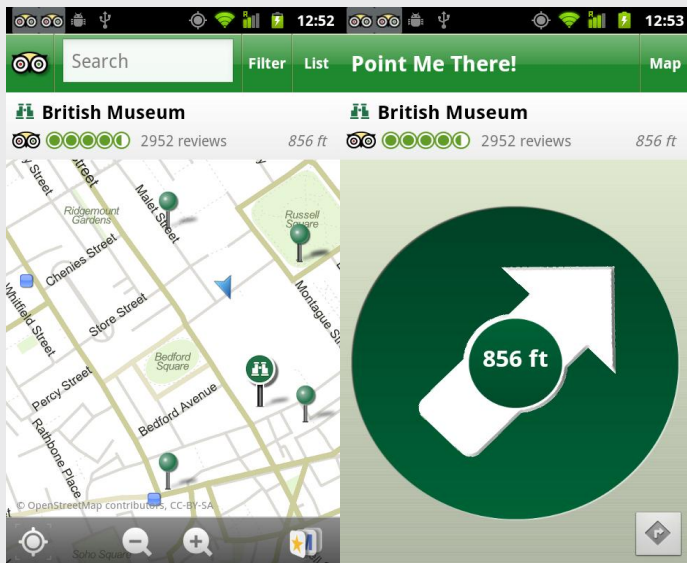 12:52
Search
Filter
List
British Museum
2952 reviews
856 ft
Street
Street
Malet Street
Ridgemount
Gardens
Russell
Square
Chenies Street
Whitfield Street
Store Street
Montague St
Bedford
Square
Percy Street
Bedford Avenue
Rathbone Place
© OpenStreetMap contributors, CC-BY-SA
Soho Square
12:53
Point Me There!
Map
British Museum
2952 reviews
856 ft
856 ft